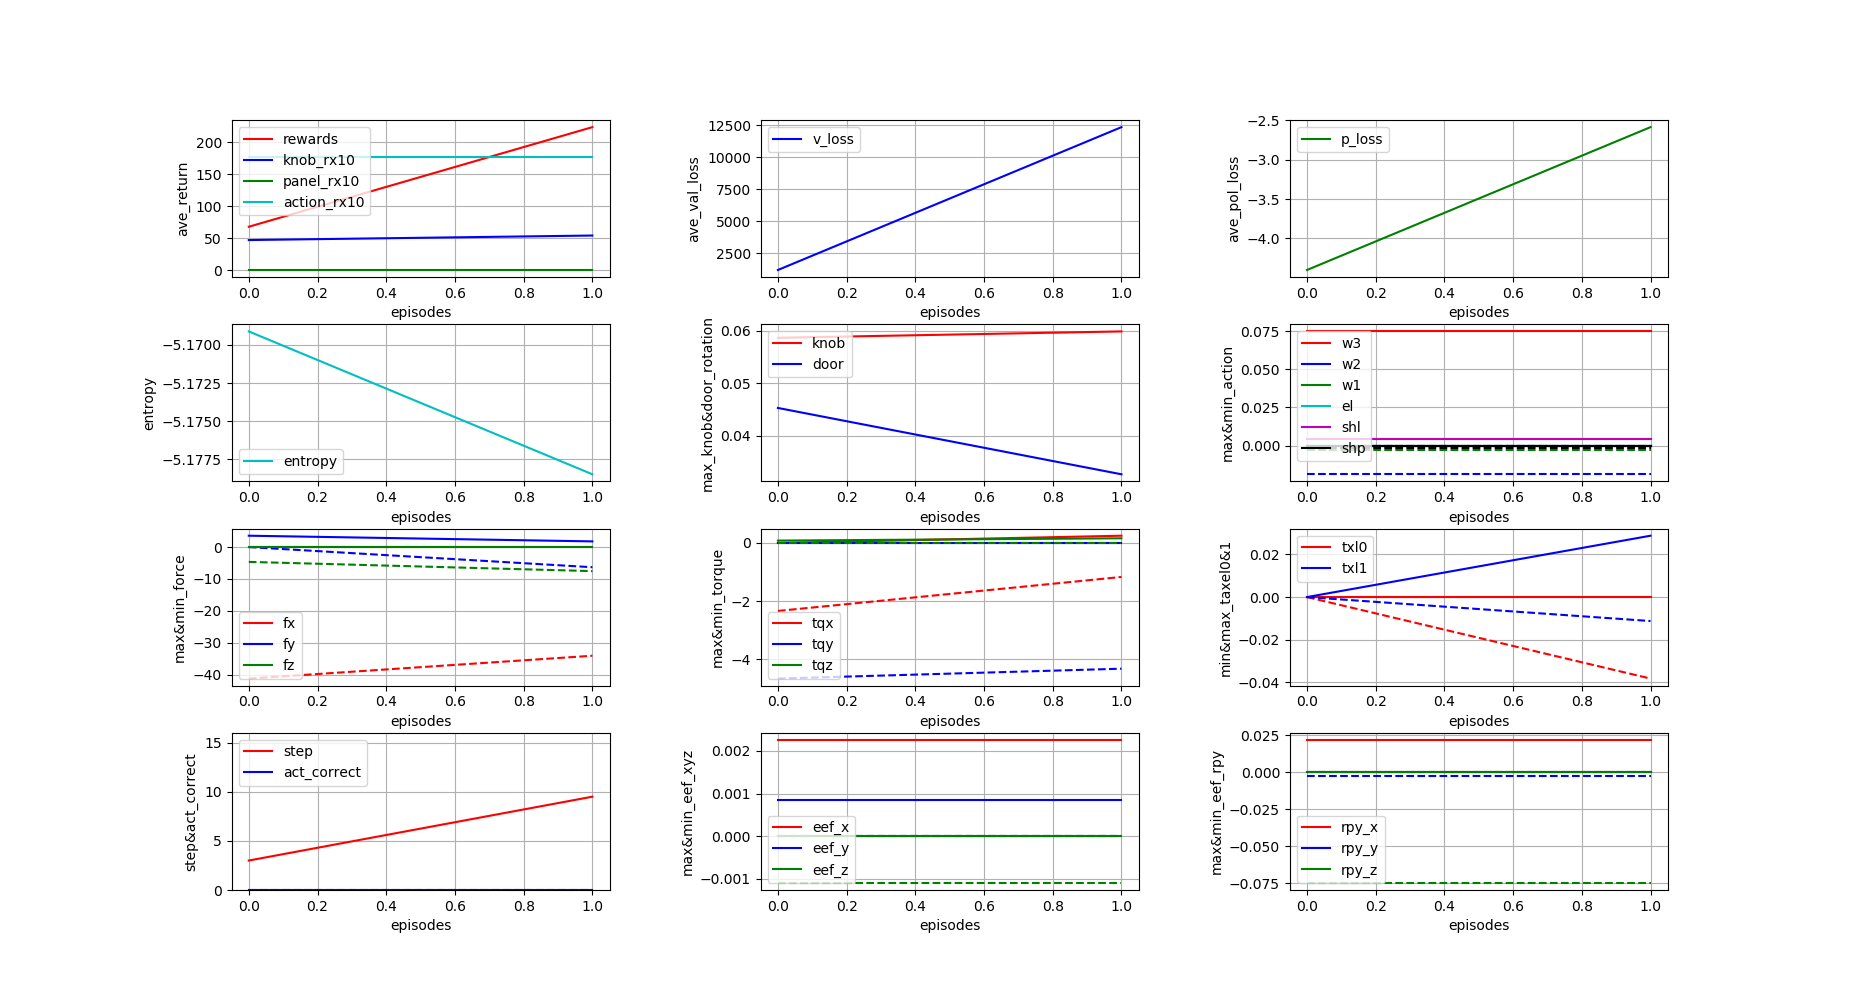 ave_return
200
150
100
50
0
rewards
knob_rx10
panel_rx10
action_rx10
0.0 0.2 0.4 0.6 0.8 1.0
episodes
ave_val_loss
12500
10000
7500
5000
2500
v_loss
0.0 0.2 0.4 0.6 0.8 1.0
episodes
ave_pol_loss
−2.5
−3.0
−3.5
−4.0
p_loss
0.0 0.2 0.4 0.6 0.8 1.0
episodes
entropy
−5.1700
−5.1725
−5.1750
−5.1775
entropy
0.0 0.2 0.4 0.6 0.8 1.0
episodes
max_knob&door_rotation
0.06
0.05
0.04
knob
door
0.0 0.2 0.4 0.6 0.8 1.0
episodes
max&min_action
0.075
0.050
0.025
0.000
w3
w2
w1
el
shl
shp
0.0 0.2 0.4 0.6 0.8 1.0
episodes
max&min_force
0
−10
−20
−30
−40
fx
fy
fz
0.0 0.2 0.4 0.6 0.8 1.0
episodes
max&min_torque
0
−2
−4
tqx
tqy
tqz
0.0 0.2 0.4 0.6 0.8 1.0
episodes
min&max_taxel0&1
0.02
0.00
−0.02
−0.04
txl0
txl1
0.0 0.2 0.4 0.6 0.8 1.0
episodes
step&act_correct
15
10
5
0
step
act_correct
0.0 0.2 0.4 0.6 0.8 1.0
episodes
max&min_eef_xyz
0.002
0.001
0.000
−0.001
eef_x
eef_y
eef_z
0.0 0.2 0.4 0.6 0.8 1.0
episodes
max&min_eef_rpy
0.025
0.000
−0.025
−0.050
−0.075
rpy_x
rpy_y
rpy_z
0.0 0.2 0.4 0.6 0.8 1.0
episodes